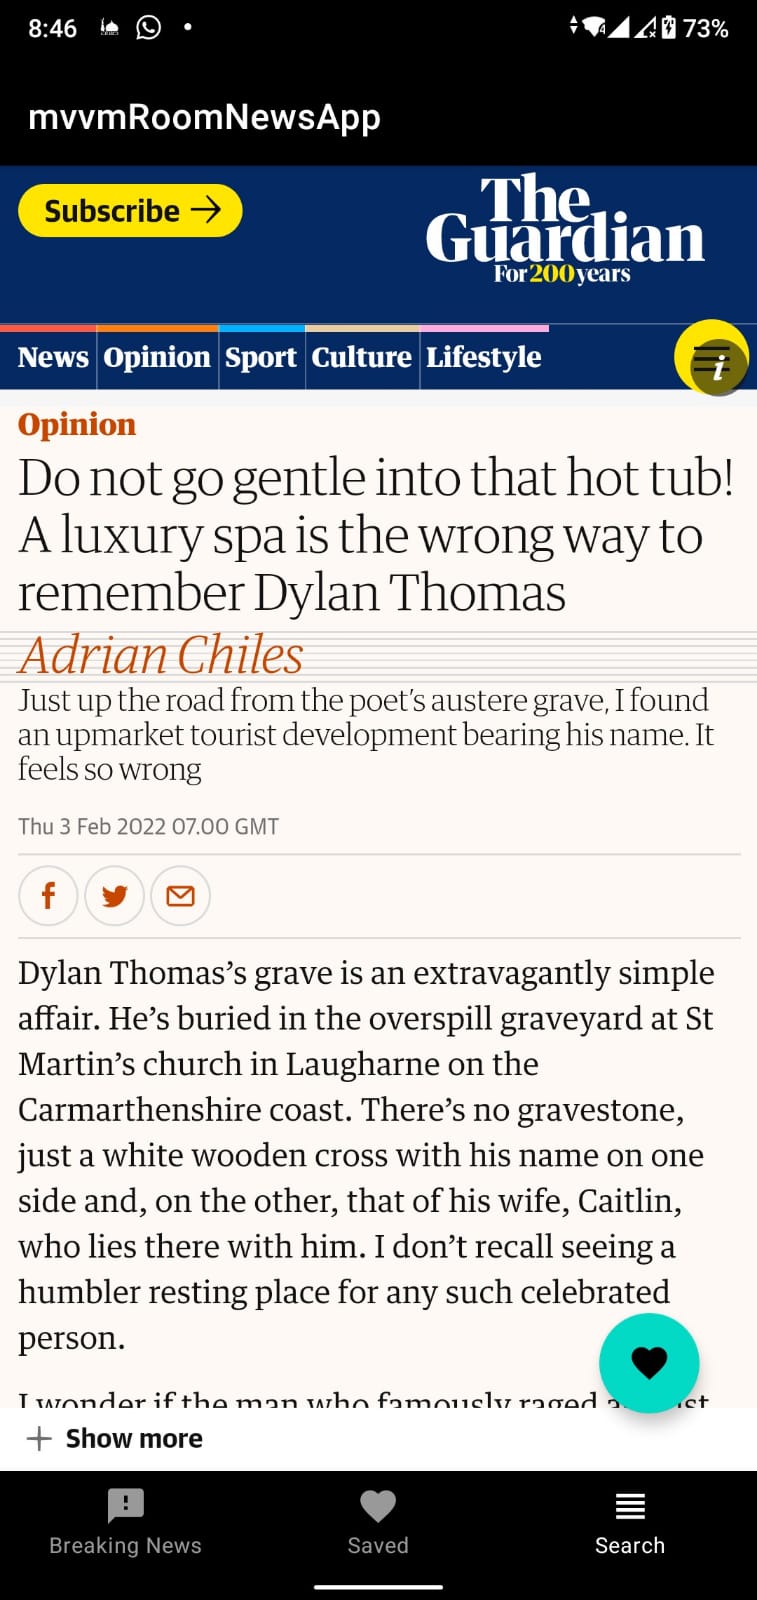 8:46
73%
mvvmRoomNewsApp
Subscribe
The
Guardian
For 200 years
News Opinion Sport Culture Lifestyle
i
Opinion
Do not go gentle into that hot tub!
A luxury spa is the wrong way to
remember Dylan Thomas
Adrian Chiles
Just up the road from the poet’s austere grave, I found
an upmarket tourist development bearing his name. It
feels so wrong
Thu 3 Feb 2022 07.00 GMT
Dylan Thomas’s grave is an extravagantly simple
affair. He’s buried in the overspill graveyard at St
Martin’s church in Laugharne on the
Carmarthenshire coast. There’s no gravestone,
just a white wooden cross with his name on one
side and, on the other, that of his wife, Caitlin,
who lies there with him. I don’t recall seeing a
humbler resting place for any such celebrated
person.
I wonder if the man who famously raged
Show more
Breaking News
Saved
Search